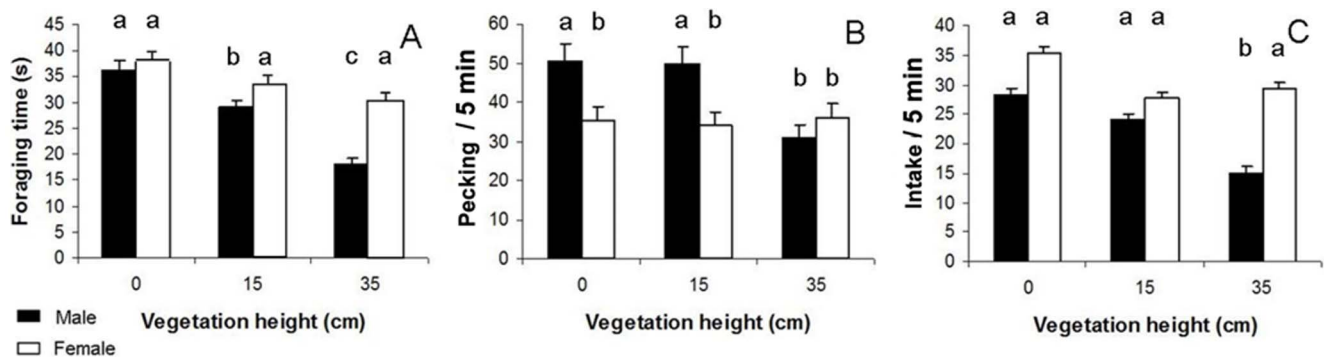 a a b a c a A
Foraging time (s)
45
40
35
30
25
20
15
10
5
0
0 15 35
Vegetation height (cm)
Male
Female
a b a b b b B
Pecking / 5 min
60
50
40
30
20
10
0
0 15 35
Vegetation height (cm)
a a a a b a C
Intake / 5 min
40
35
30
25
20
15
10
5
0
0 15 35
Vegetation height (cm)